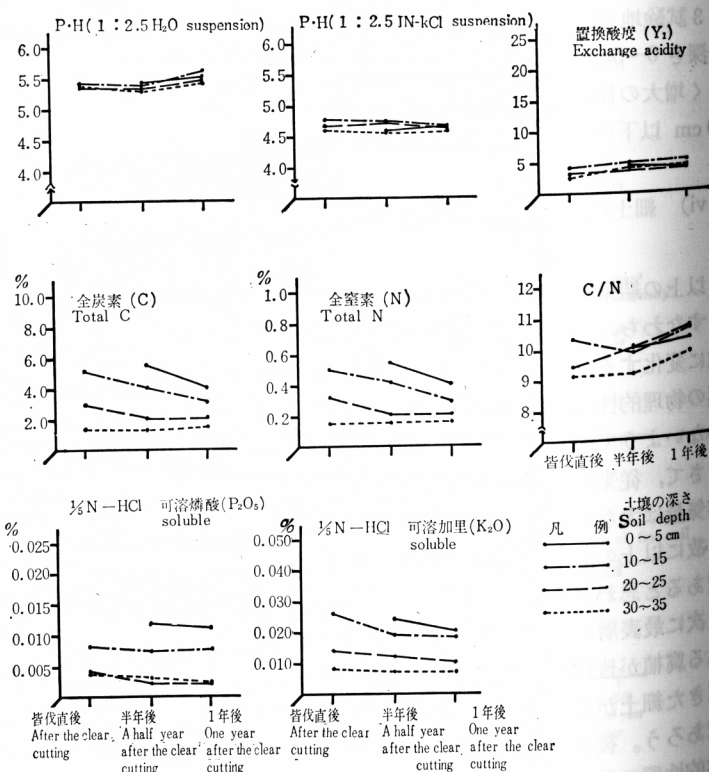 P·H(1:2.5H₂O suspension)
6.0
5.5
5.0
4.5
4.0
P·H(1:2.5 IN-kCl suspension)
6.0
5.5
5.0
4.5
4.0
置換酸度 (Y₁)
Exchange acidity
25
20
15
10
5
%
10.0
8.0
6.0
4.0
2.0
全炭素 (C)
Total C
%
1.0
0.8
0.6
0.4
0.2
全窒素 (N)
Total N
C/N
12
11
10
9
8
皆伐直後 半年後 1年後
⅕N-HCl 可溶燐酸(P₂O₅)
soluble
%
0.025
0.020
0.015
0.010
0.005
⅕N-HCl 可溶加里(K₂O)
soluble
%
0.050
0.040
0.030
0.020
0.010
凡 例
土壌の深さ
Soil depth
0~5cm
10~15
20~25
30~35
皆伐直後
After the clear
cutting
半年後
A half year
after the clear
cutting
1年後
One year
after the clear
cutting
皆伐直後
After the clear
cutting
半年後
A half year
after the clear
cutting
1年後
One year
after the clear
cutting